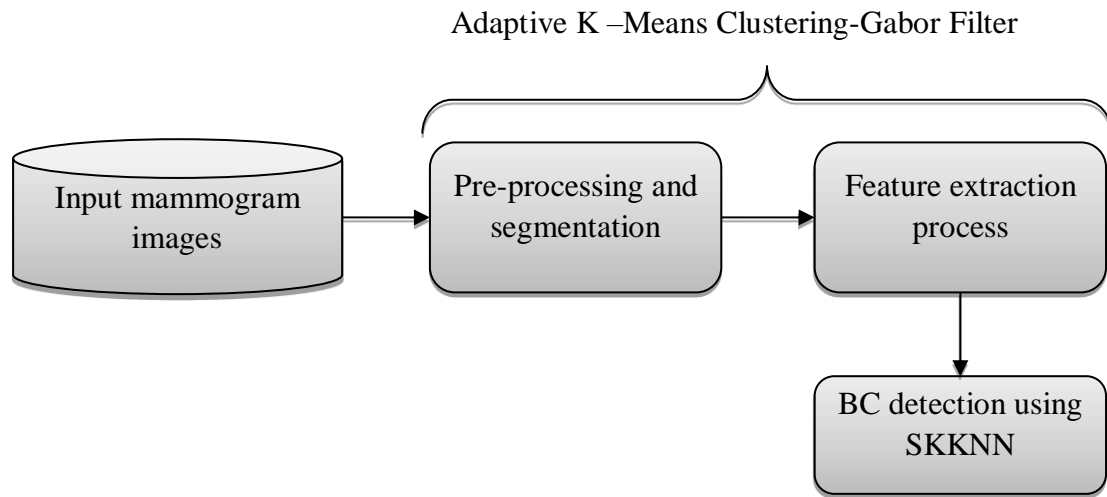 Adaptive K –Means Clustering-Gabor Filter
Input mammogram
images
Pre-processing and
segmentation
Feature extraction
process
BC detection using
SKKNN